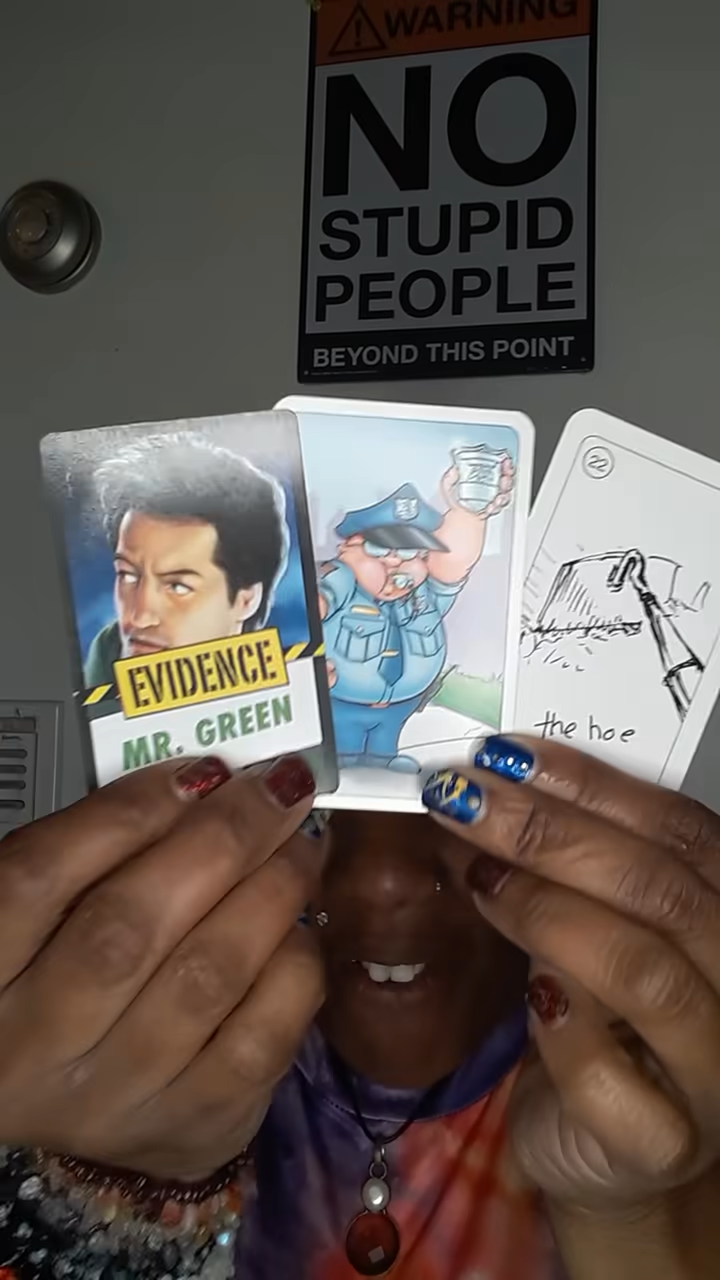 WARNING
NO
STUPID
PEOPLE
BEYOND THIS POINT
EVIDENCE
MR. GREEN
22
the hoe